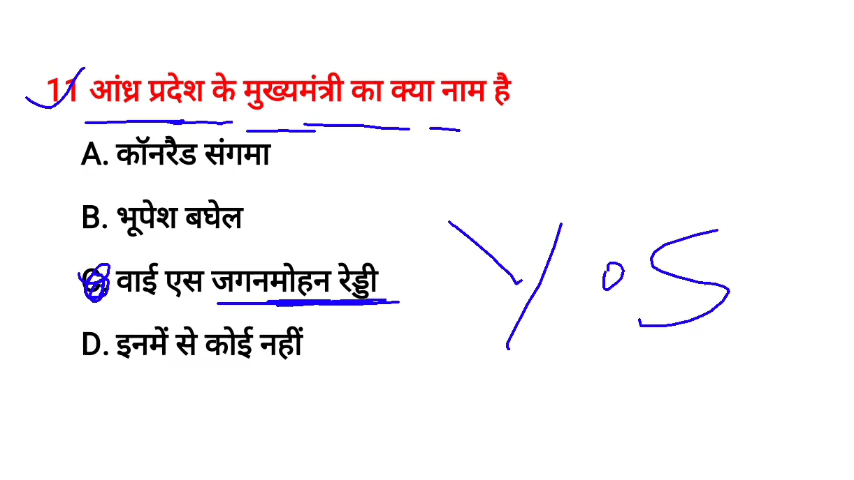 11 आंध्र प्रदेश के मुख्यमंत्री का क्या नाम है
A. कॉनरैड संगमा
B. भूपेश बघेल
C. वाई एस जगनमोहन रेड्डी
D. इनमें से कोई नहीं
Y.S